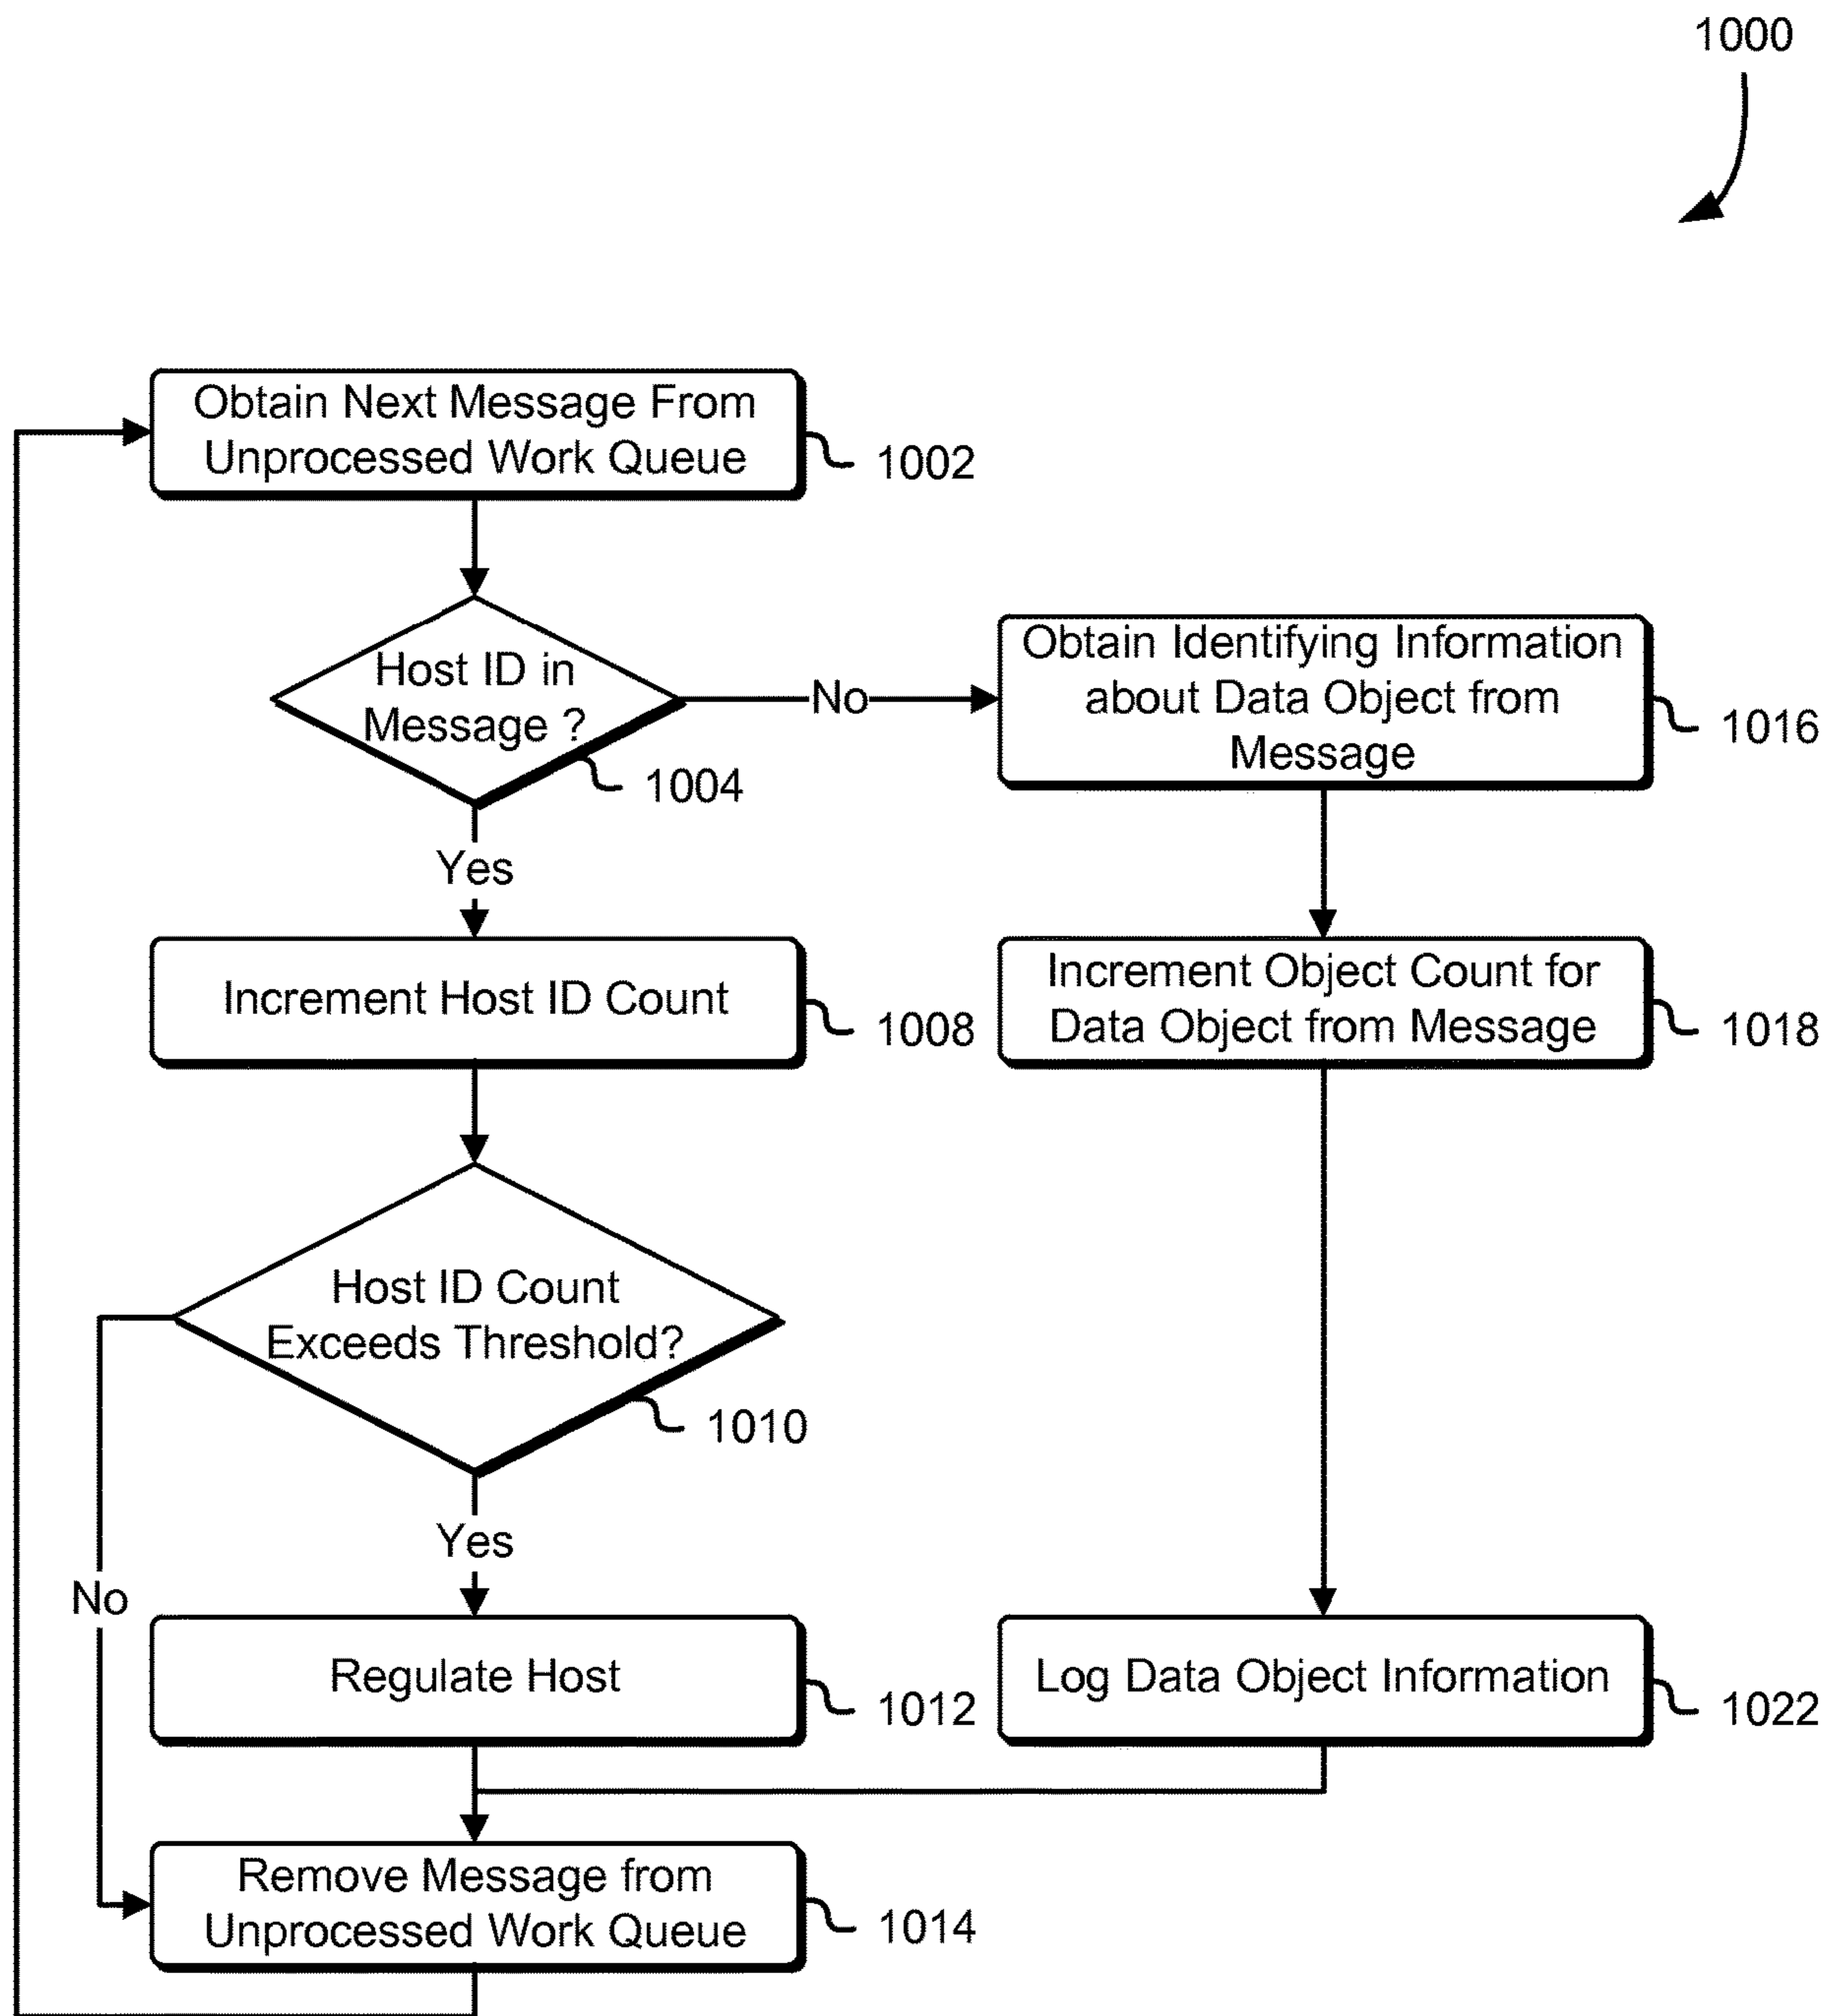 1000
Obtain Next Message From
Unprocessed Work Queue
1002
Host ID in
Message ?
1004
No
Obtain Identifying Information
about Data Object from
Message
1016
Yes
Increment Host ID Count
1008
Increment Object Count for
Data Object from Message
1018
Host ID Count
Exceeds Threshold?
1010
Yes
No
Regulate Host
1012
Log Data Object Information
1022
Remove Message from
Unprocessed Work Queue
1014